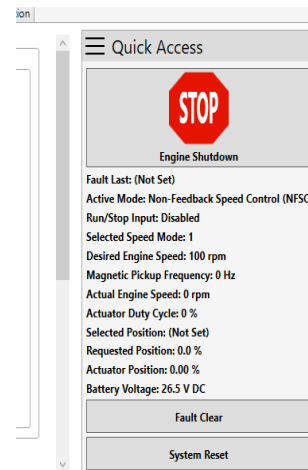 Quick Access
STOP
Engine Shutdown
Fault Last: (Not Set)
Active Mode: Non-Feedback Speed Control (NFSC
Run/Stop Input: Disabled
Selected Speed Mode: 1
Desired Engine Speed: 100 rpm
Magnetic Pickup Frequency: 0 Hz
Actual Engine Speed: 0 rpm
Actuator Duty Cycle: 0 %
Selected Position: (Not Set)
Requested Position: 0.0 %
Actuator Position: 0.00 %
Battery Voltage: 26.5 V DC
Fault Clear
System Reset